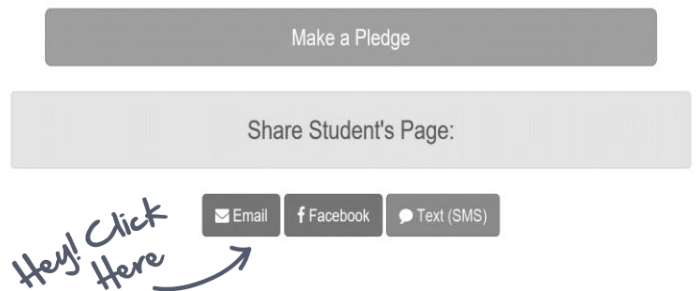 Make a Pledge
Share Student's Page:
Email Facebook Text (SMS)
Hey! Click
Here